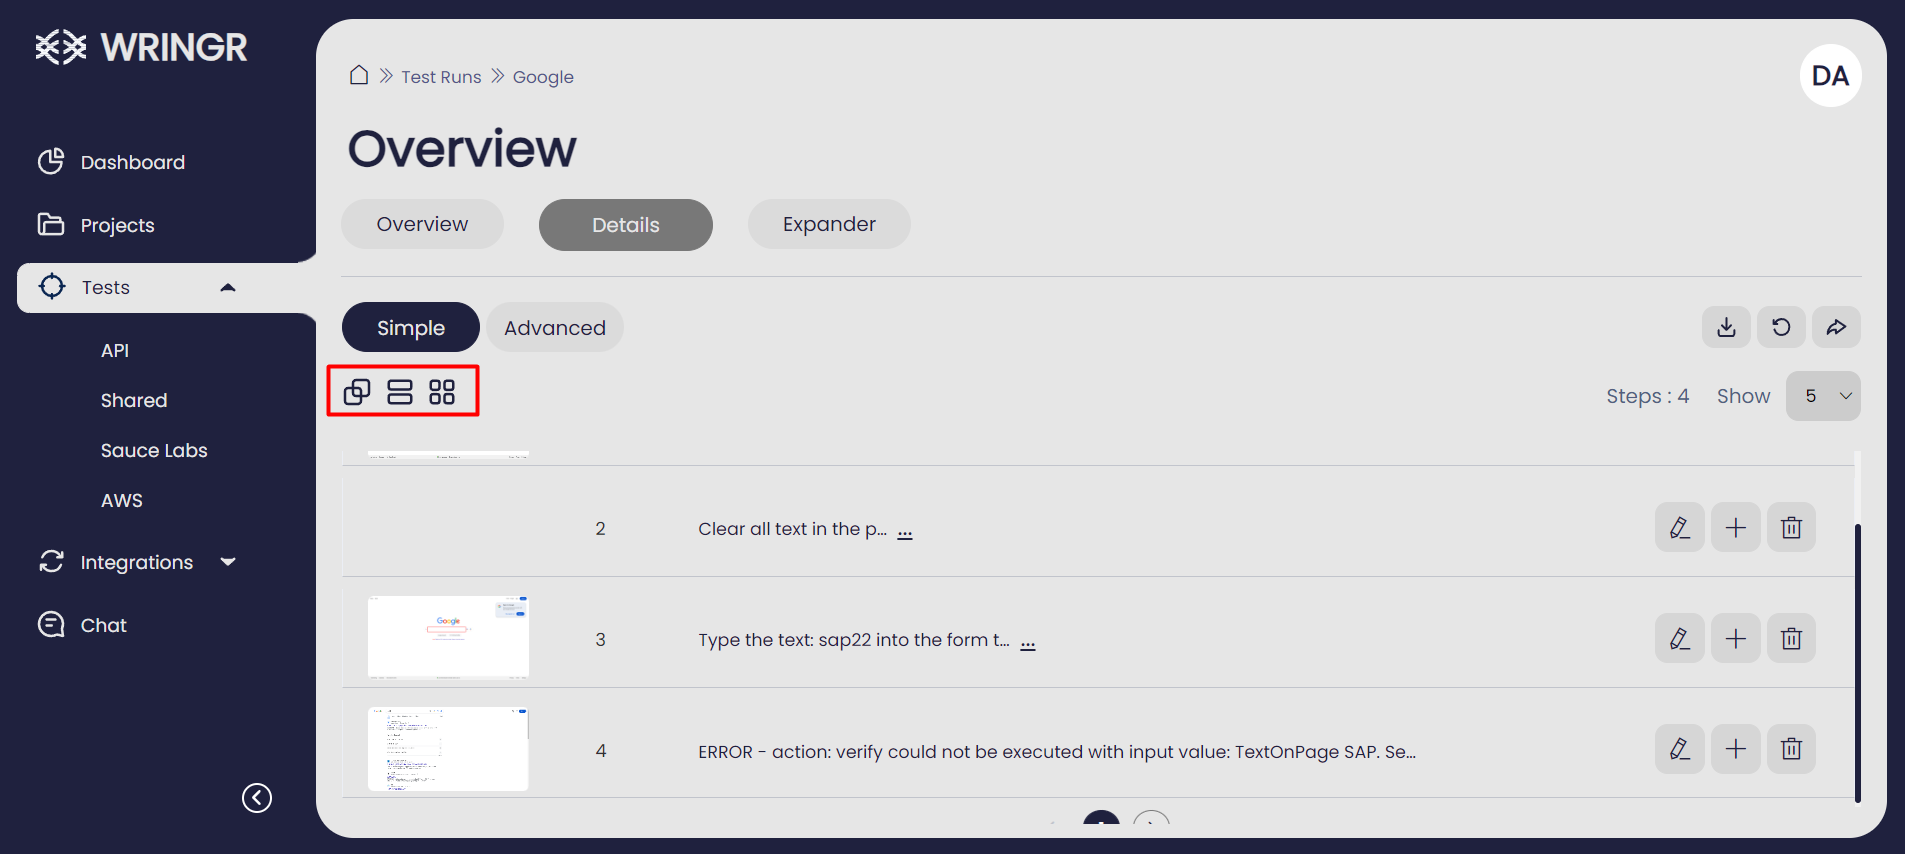 WRINGR
Dashboard
Projects
Tests
API
Shared
Sauce Labs
AWS
Integrations
Chat
Test Runs Google
DA
Overview
Overview Details Expander
Simple Advanced
Steps : 4 Show 5
2 Clear all text in the p... ...
3 Type the text: sap22 into the form t... ...
Google
4 ERROR - action: verify could not be executed with input value: TextOnPage SAP. Se...